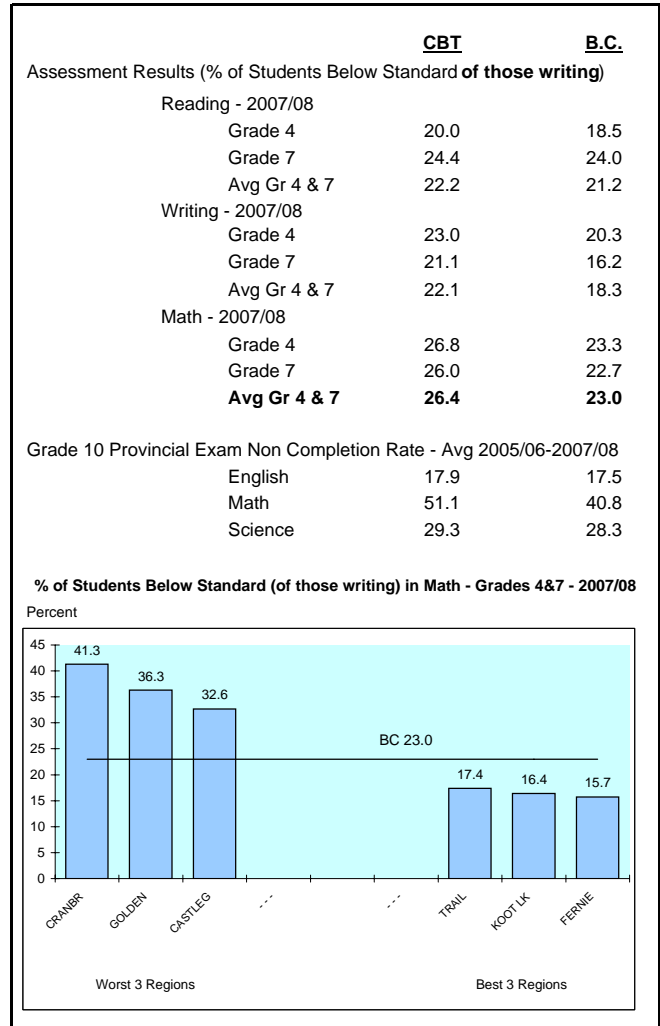 CBT B.C.
Assessment Results (% of Students Below Standard of those writing)
Reading - 2007/08
Grade 4 20.0 18.5
Grade 7 24.4 24.0
Avg Gr 4 & 7 22.2 21.2
Writing - 2007/08
Grade 4 23.0 20.3
Grade 7 21.1 16.2
Avg Gr 4 & 7 22.1 18.3
Math - 2007/08
Grade 4 26.8 23.3
Grade 7 26.0 22.7
Avg Gr 4 & 7 26.4 23.0
Grade 10 Provincial Exam Non Completion Rate - Avg 2005/06-2007/08
English 17.9 17.5
Math 51.1 40.8
Science 29.3 28.3
% of Students Below Standard (of those writing) in Math - Grades 4&7 - 2007/08
Percent
45
40
35
30
25
20
15
10
5
0
41.3
36.3
32.6
BC 23.0
17.4
16.4
15.7
CRANBR
GOLDEN
CASTLEG
- - -
- - -
TRAIL
KOOT LK
FERNIE
Worst 3 Regions Best 3 Regions